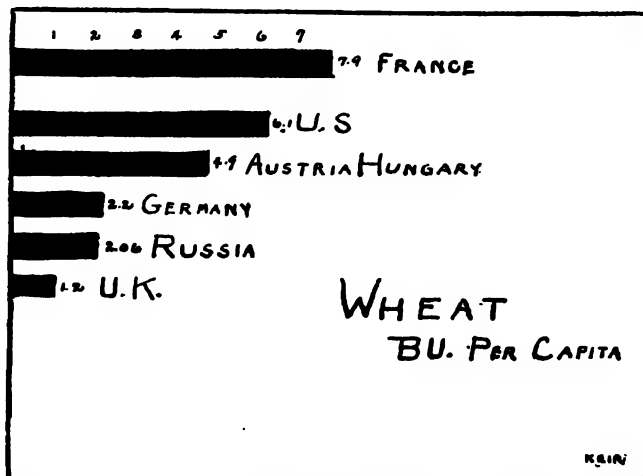 1 2 3 4 5 6 7
7.9 FRANCE
6.1 U.S
4.9 AUSTRIA HUNGARY
2.2 GERMANY
2.06 RUSSIA
1.2 U.K.
WHEAT
BU. PER CAPITA